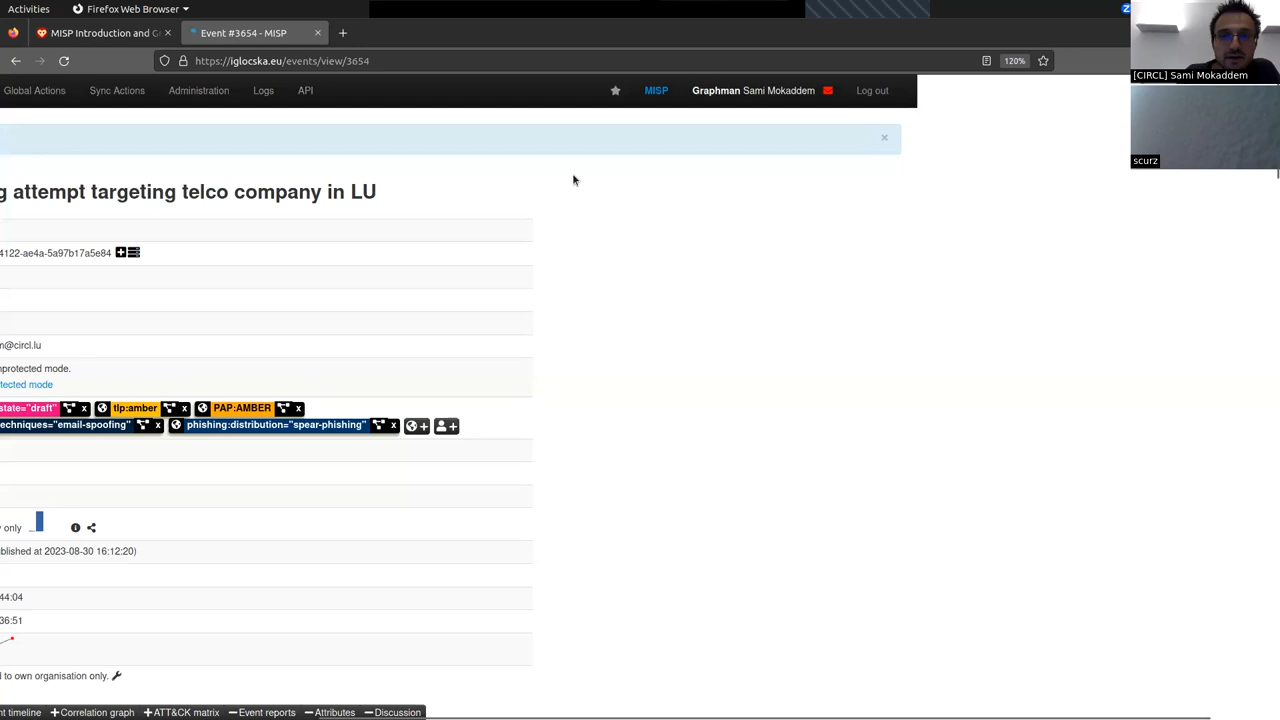 Activities
Firefox Web Browser
MISP Introduction and G
Event #3654 - MISP
https://iglocska.eu/events/view/3654
120%
Global Actions Sync Actions Administration Logs API
MISP Graphman Sami Mokaddem Log out
g attempt targeting telco company in LU
4122-ae4a-5a97b17a5e84
n@circl.lu
nprotected mode.
tected mode
state="draft" x tlp:amber x PAP:AMBER x
echniques="email-spoofing" x phishing:distribution="spear-phishing" x
y only
blished at 2023-08-30 16:12:20)
44:04
36:51
d to own organisation only.
nt timeline Correlation graph ATT&CK matrix Event reports Attributes Discussion
[CIRCL] Sami Mokaddem
scurz